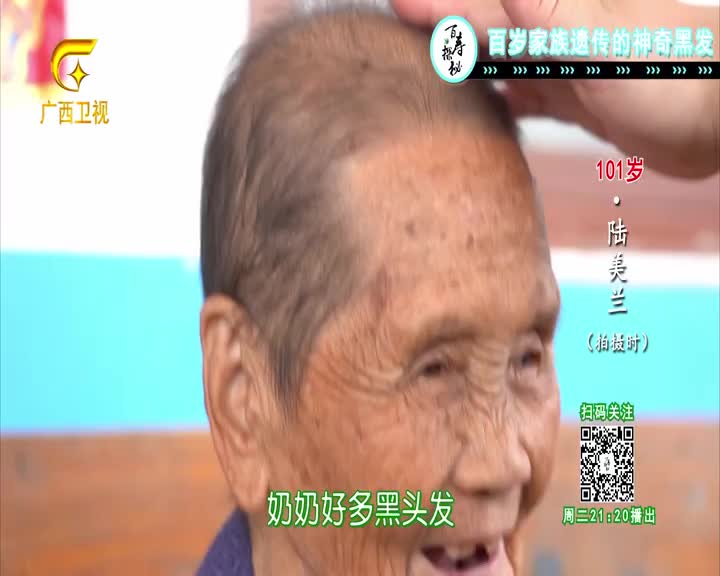 百寿探秘
百岁家族遗传的神奇黑发
广西卫视
101岁
·陆美兰
(拍摄时)
扫码关注
周二21:20播出
奶奶好多黑头发